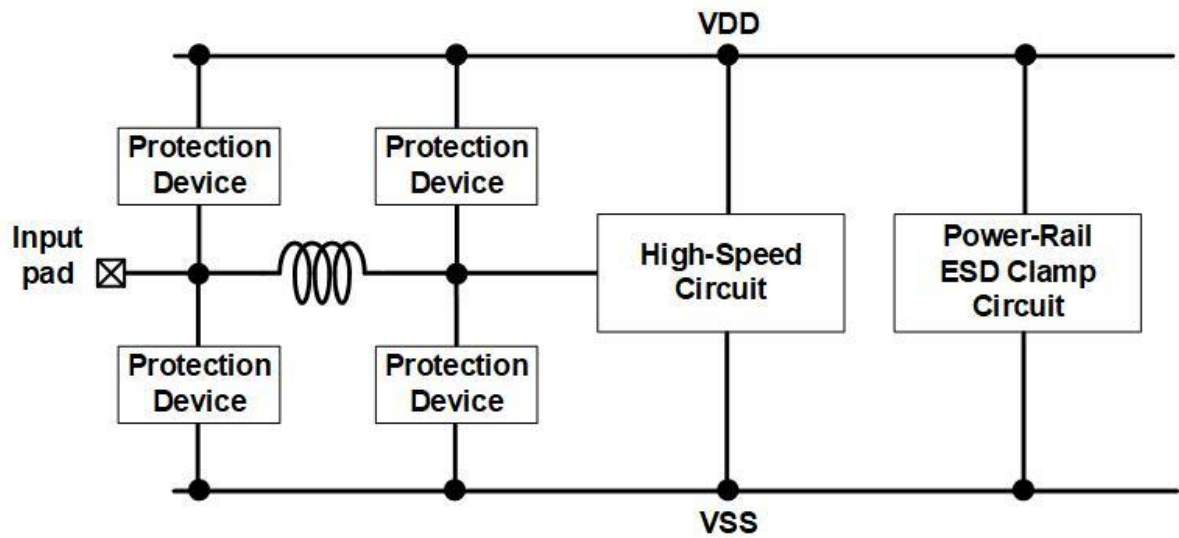 VDD
Protection
Device
Protection
Device
Input
pad
High-Speed
Circuit
Power-Rail
ESD Clamp
Circuit
Protection
Device
Protection
Device
VSS